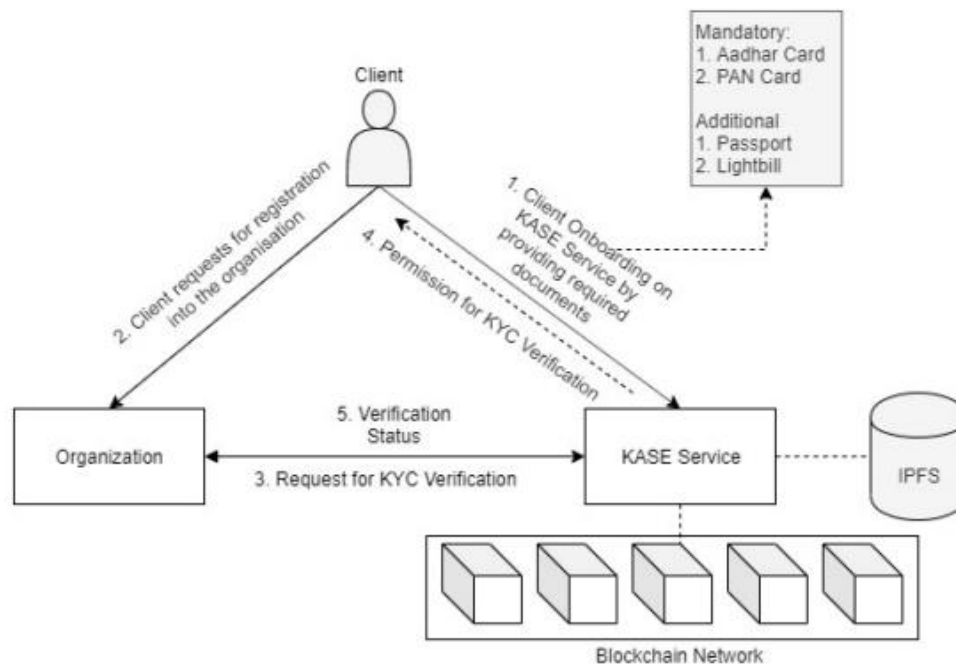 Mandatory:
1. Aadhar Card
2. PAN Card
Additional
1. Passport
2. Lightbill
Client
1. Client Onboarding on
KASE Service by
providing required
documents
2. Client requests for registration
into the organisation
4. Permission for KYC Verification
5. Verification
Status
Organization
KASE Service
IPFS
3. Request for KYC Verification
Blockchain Network